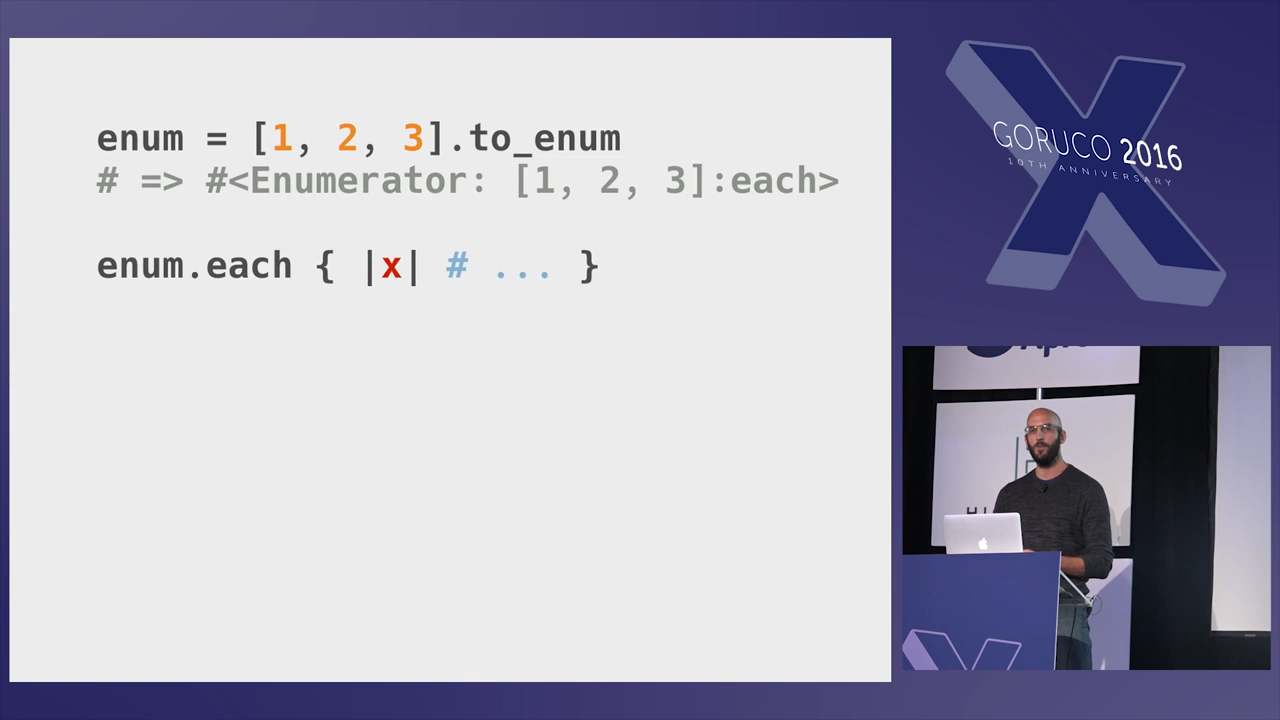 enum = [1, 2, 3].to_enum
# => #<Enumerator: [1, 2, 3]:each>
enum.each { |x| # ... }
GORUCO 2016
10TH ANNIVERSARY